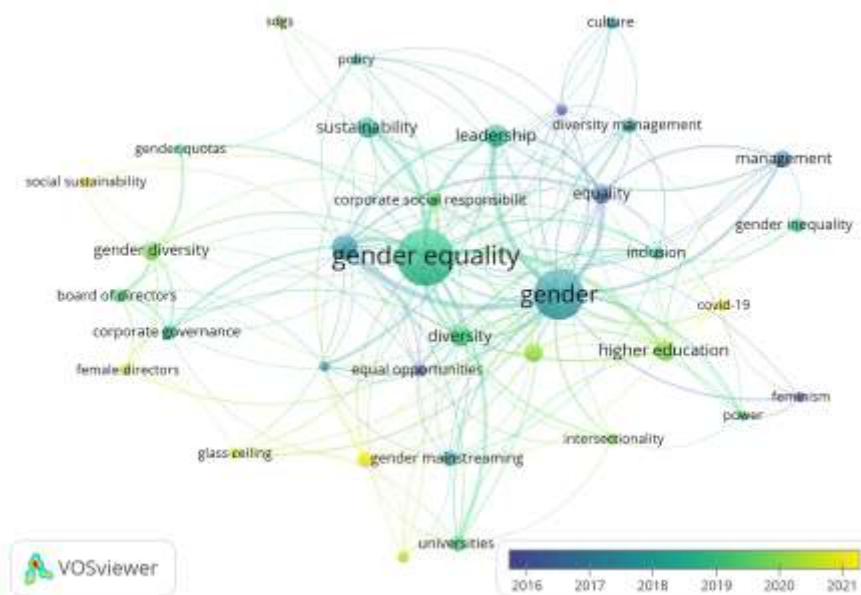 sdgs
culture
policy
sustainability
leadership
diversity management
gender quotas
management
social sustainability
corporate social responsibilit
equality
gender inequality
gender diversity
gender equality
inclusion
board of directors
gender
covid-19
corporate governance
diversity
higher education
female directors
equal opportunities
feminism
power
glass ceiling
gender mainstreaming
intersectionality
universities
VOSviewer
2016 2017 2018 2019 2020 2021